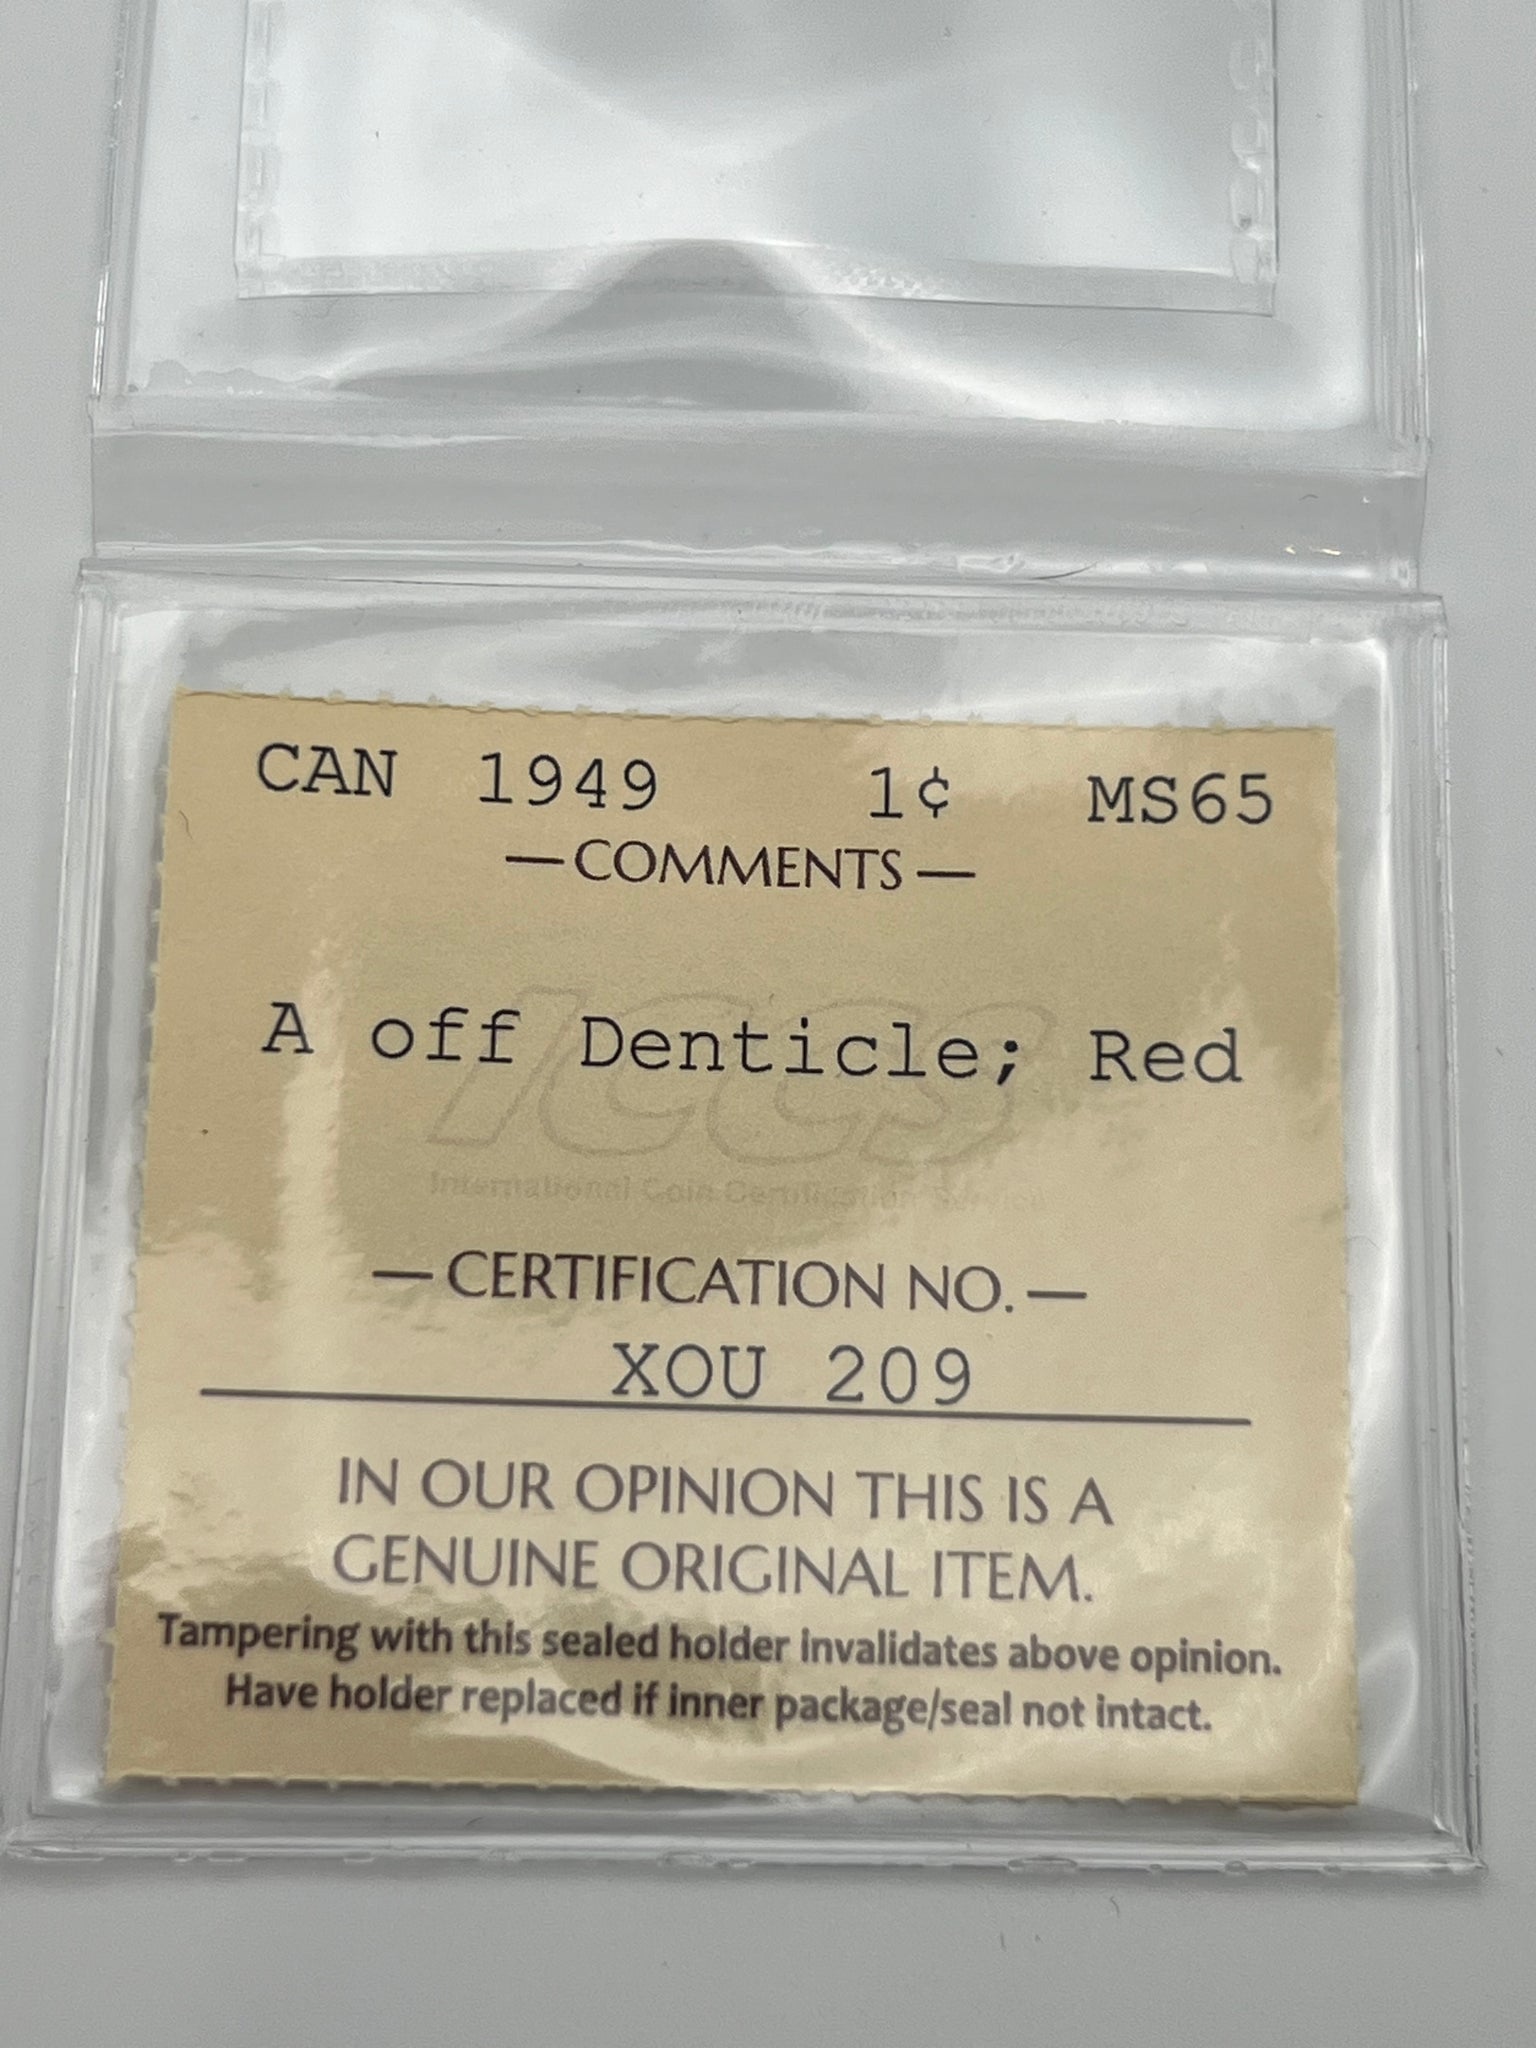 CAN 1949 1¢ MS65
—COMMENTS—
A off Denticle; Red
ICCS
International Coin Certification Service
—CERTIFICATION NO.—
XOU 209
IN OUR OPINION THIS IS A
GENUINE ORIGINAL ITEM.
Tampering with this sealed holder invalidates above opinion.
Have holder replaced if inner package/seal not intact.